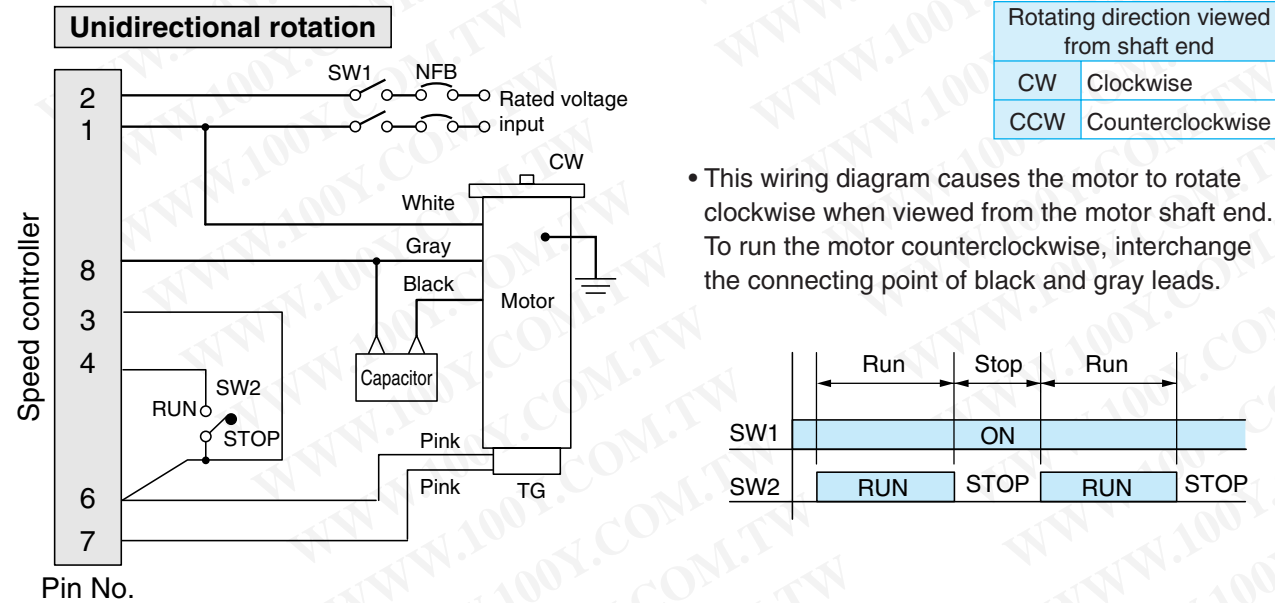 Unidirectional rotation
Rotating direction viewed
from shaft end
CW Clockwise
CCW Counterclockwise
SW1 NFB
2
1
Rated voltage
input
CW
White
Gray
8
Black
Motor
3
4
Capacitor
SW2
RUN
STOP
Pink
6
Pink
TG
7
Speed controller
Pin No.
• This wiring diagram causes the motor to rotate
clockwise when viewed from the motor shaft end.
To run the motor counterclockwise, interchange
the connecting point of black and gray leads.
Run Stop Run
SW1 ON
SW2 RUN STOP RUN STOP
WWW.100Y.COM.TW